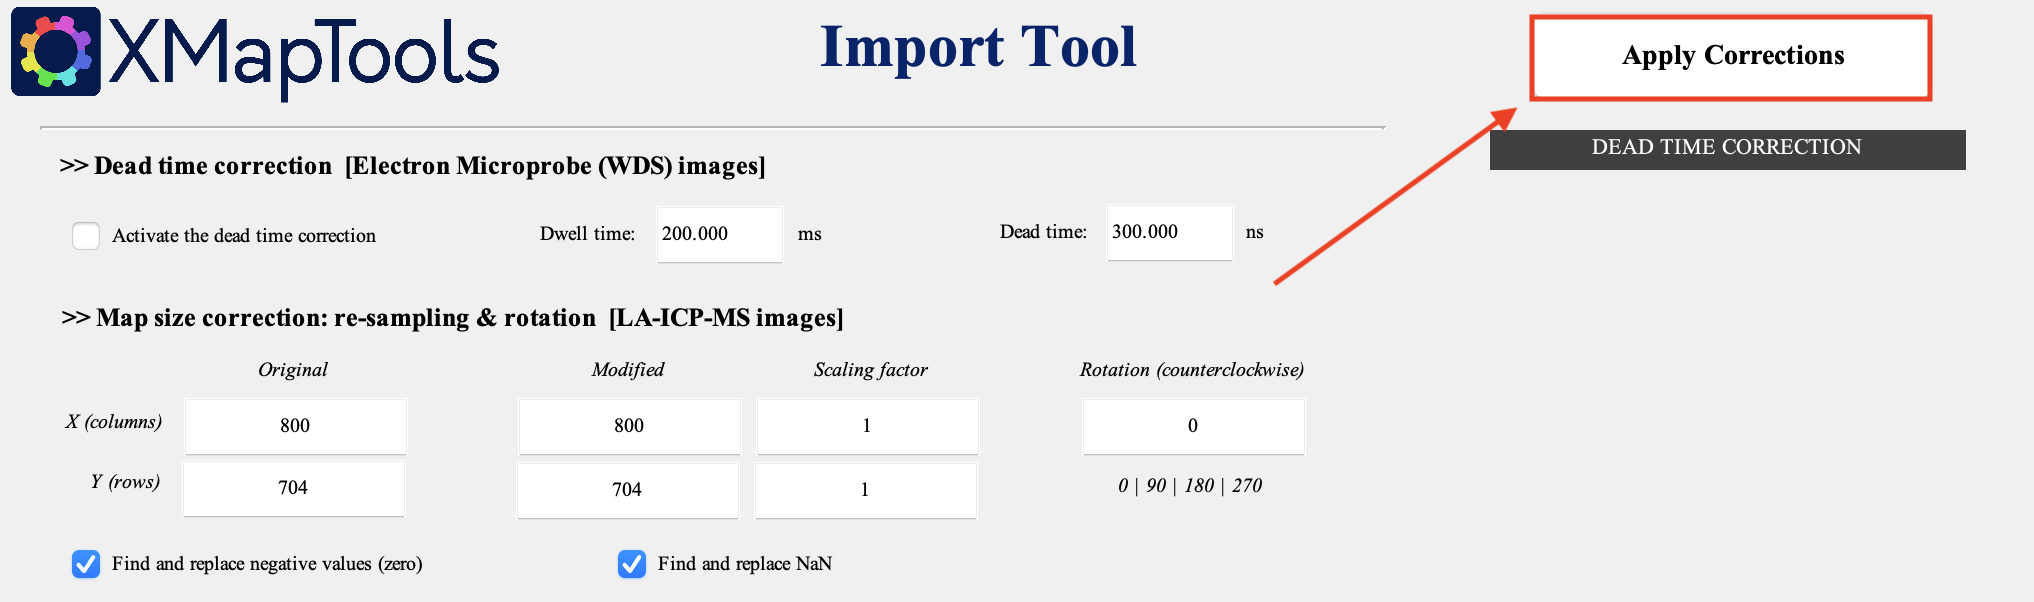 XMapTools
Import Tool
Apply Corrections
>> Dead time correction [Electron Microprobe (WDS) images]
DEAD TIME CORRECTION
Activate the dead time correction
Dwell time: 200.000 ms
Dead time: 300.000 ns
>> Map size correction: re-sampling & rotation [LA-ICP-MS images]
Original Modified Scaling factor Rotation (counterclockwise)
X (columns) 800 800 1 0
Y (rows) 704 704 1 0 | 90 | 180 | 270
Find and replace negative values (zero)
Find and replace NaN